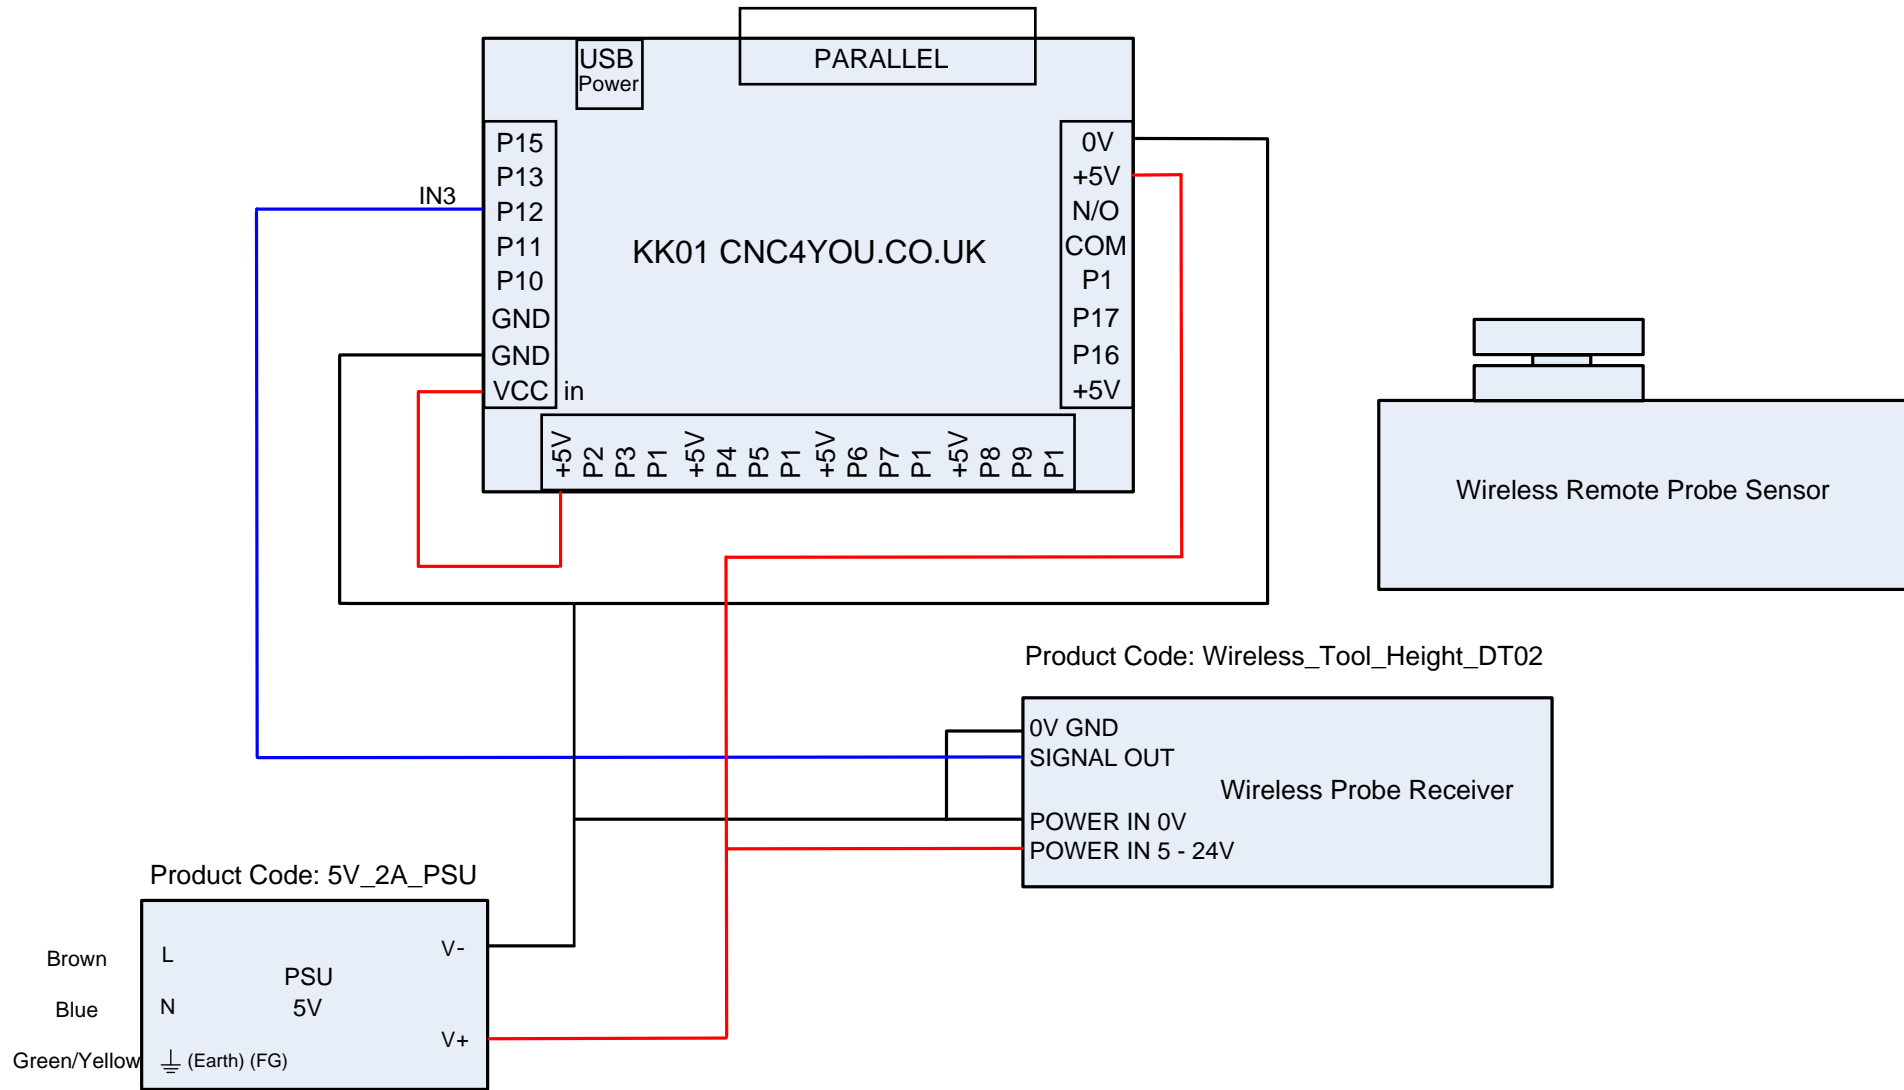 USB
Power
PARALLEL
P15
P13
P12
P11
P10
GND
GND
VCC in
IN3
KK01 CNC4YOU.CO.UK
0V
+5V
N/O
COM
P1
P17
P16
+5V
+5V
P2
P3
P1
+5V
P4
P5
P1
+5V
P6
P7
P1
+5V
P8
P9
P1
Wireless Remote Probe Sensor
Product Code: Wireless_Tool_Height_DT02
0V GND
SIGNAL OUT
Wireless Probe Receiver
POWER IN 0V
POWER IN 5 - 24V
Product Code: 5V_2A_PSU
Brown
Blue
Green/Yellow
L
N
(Earth) (FG)
PSU
5V
V-
V+